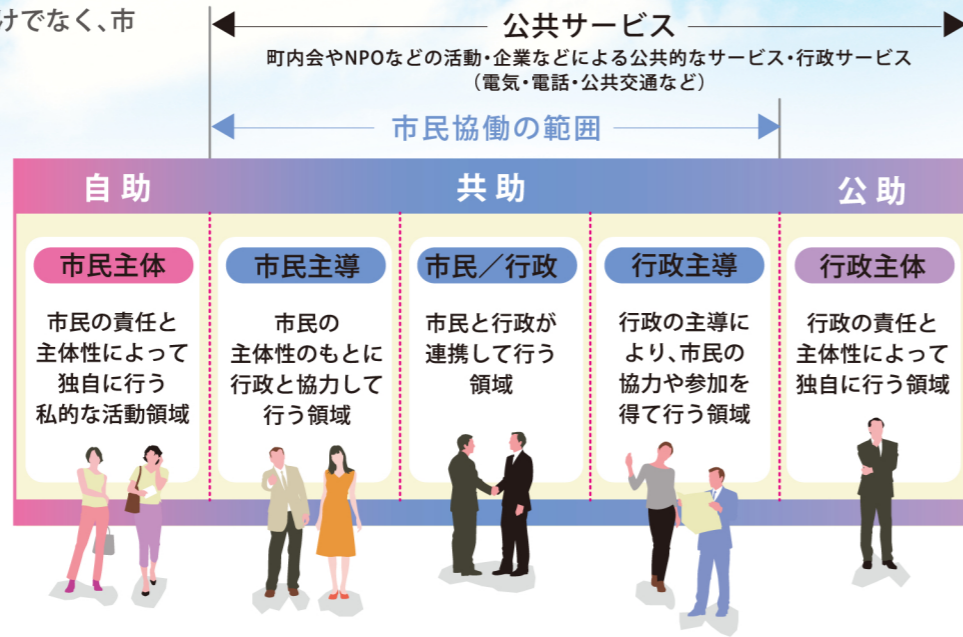 けでなく、市
公共サービス
町内会やNPOなどの活動・企業などによる公共的なサービス・行政サービス
（電気・電話・公共交通など）
市民協働の範囲
自助
共助
公助
市民主体
市民の責任と
主体性によって
独自に行う
私的な活動領域
市民主導
市民の
主体性のもとに
行政と協力して
行う領域
市民／行政
市民と行政が
連携して行う
領域
行政主導
行政の主導に
より、市民の
協力や参加を
得て行う領域
行政主体
行政の責任と
主体性によって
独自に行う領域